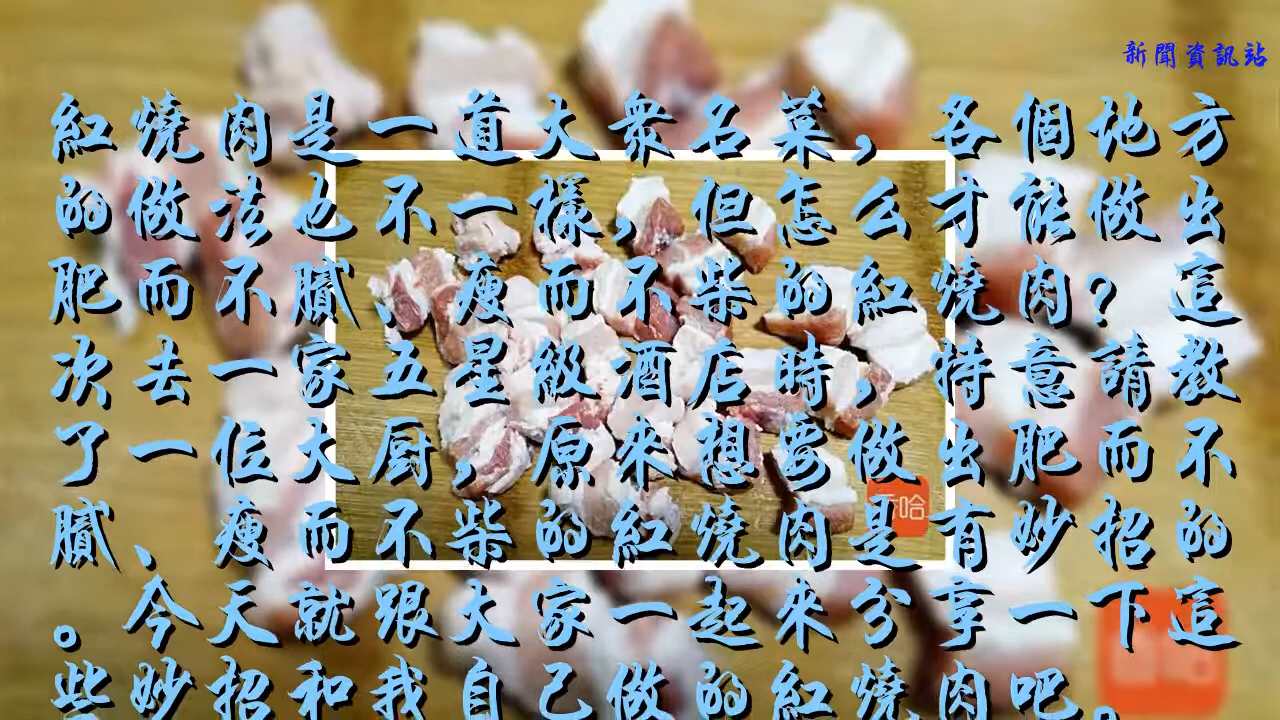 新聞資訊站
紅燒肉是一道大衆名菜，各個地方
的做法也不一樣，但怎么才能做出
肥而不膩、瘦而不柴的紅燒肉？這
次去一家五星級酒店時，特意請教
了一位大厨，原來想要做出肥而不
膩、瘦而不柴的紅燒肉是有妙招的
。今天就跟大家一起來分享一下這
些妙招和我自己做的紅燒肉吧。